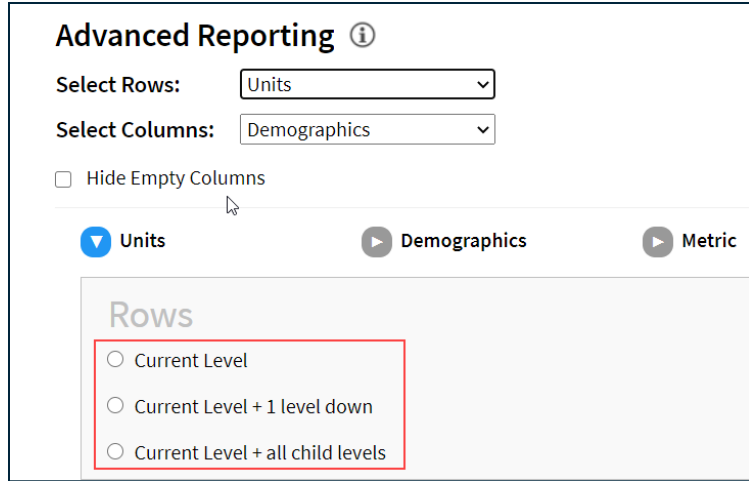 Advanced Reporting
Select Rows: Units
Select Columns: Demographics
Hide Empty Columns
Units Demographics Metric
Rows
Current Level
Current Level + 1 level down
Current Level + all child levels